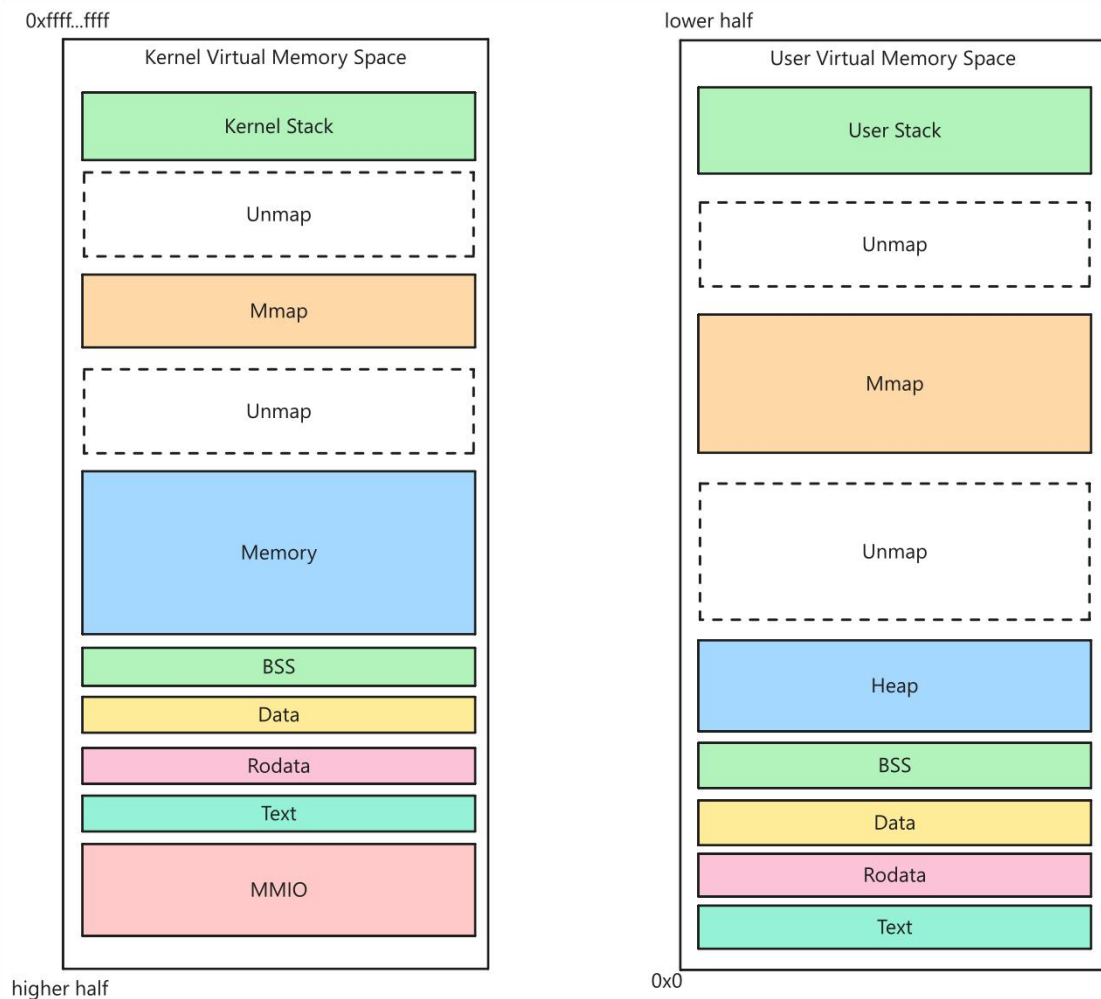 0xffff...ffff
Kernel Virtual Memory Space
Kernel Stack
Unmap
Mmap
Unmap
Memory
BSS
Data
Rodata
Text
MMIO
higher half
lower half
User Virtual Memory Space
User Stack
Unmap
Mmap
Unmap
Heap
BSS
Data
Rodata
Text
0x0